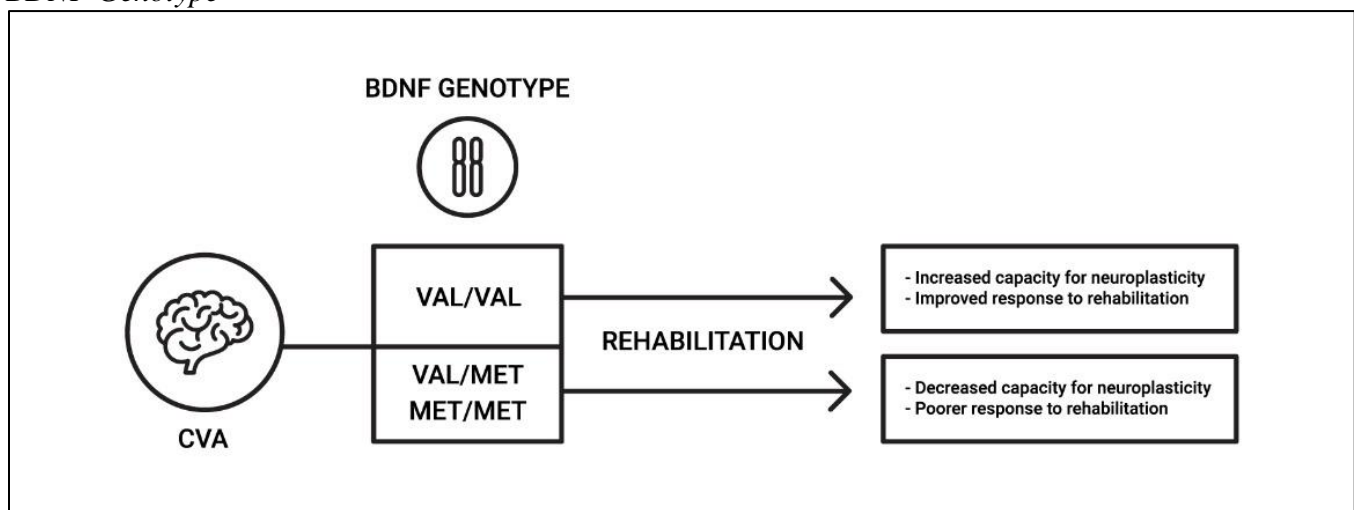 BDNF Genotype
BDNF GENOTYPE
VAL/VAL
VAL/MET
MET/MET
CVA
REHABILITATION
- Increased capacity for neuroplasticity
- Improved response to rehabilitation
- Decreased capacity for neuroplasticity
- Poorer response to rehabilitation